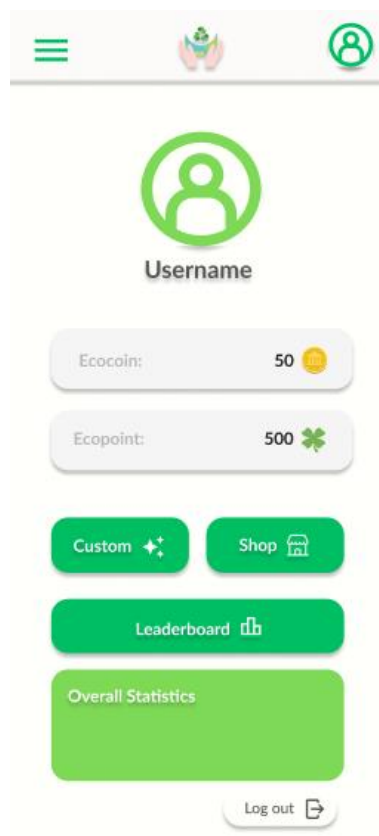 Username
Ecocoin: 50
Ecopoint: 500
Custom Shop
Leaderboard
Overall Statistics
Log out